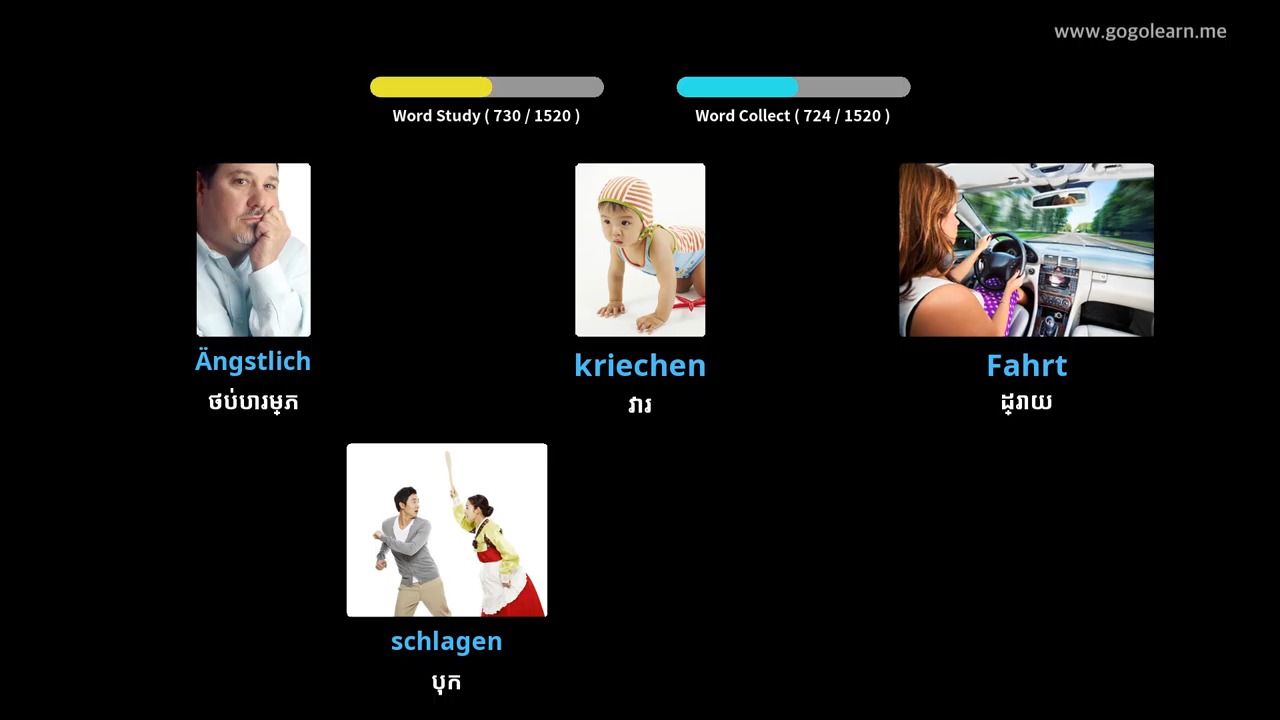 www.gogolearn.me
Word Study ( 730 / 1520 )
Word Collect ( 724 / 1520 )
Ängstlich
ថប់បារម្ភ
kriechen
វារ
Fahrt
ដ្រាយ
schlagen
បុក